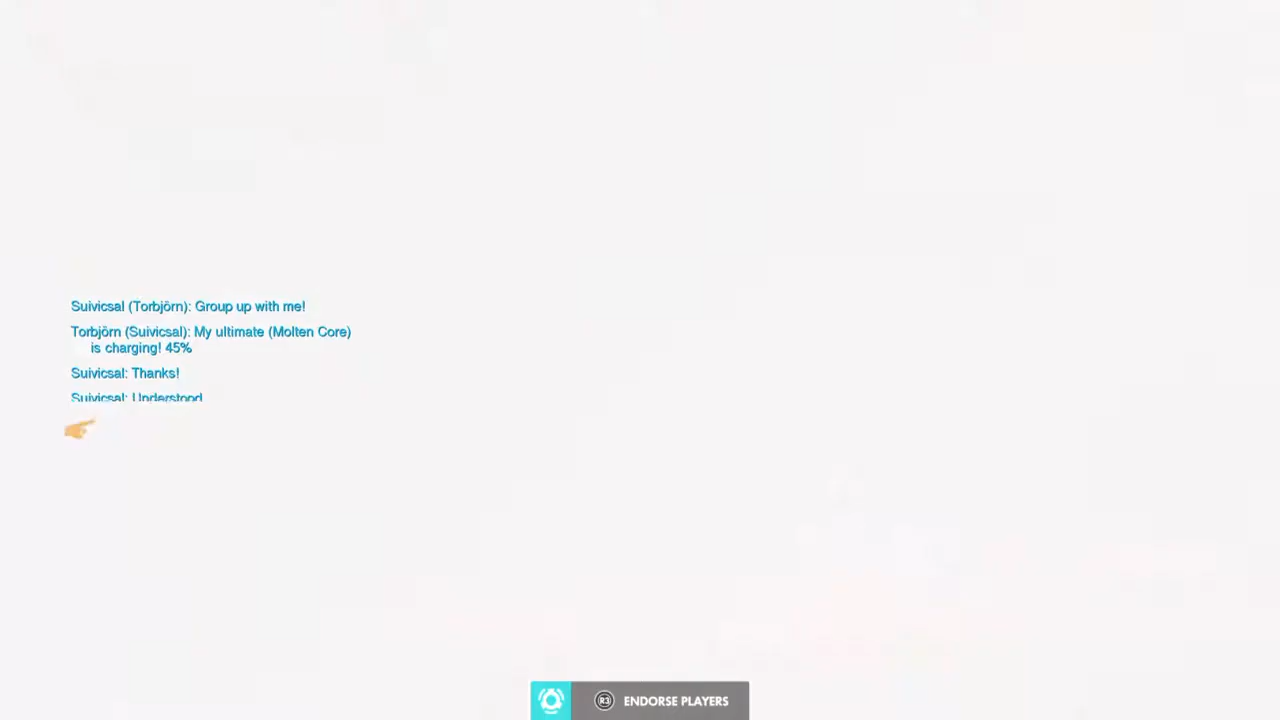 Suivicsal (Torbjörn): Group up with me!
Torbjörn (Suivicsal): My ultimate (Molten Core)
is charging! 45%
Suivicsal: Thanks!
Suivicsal: Understood
R3 ENDORSE PLAYERS